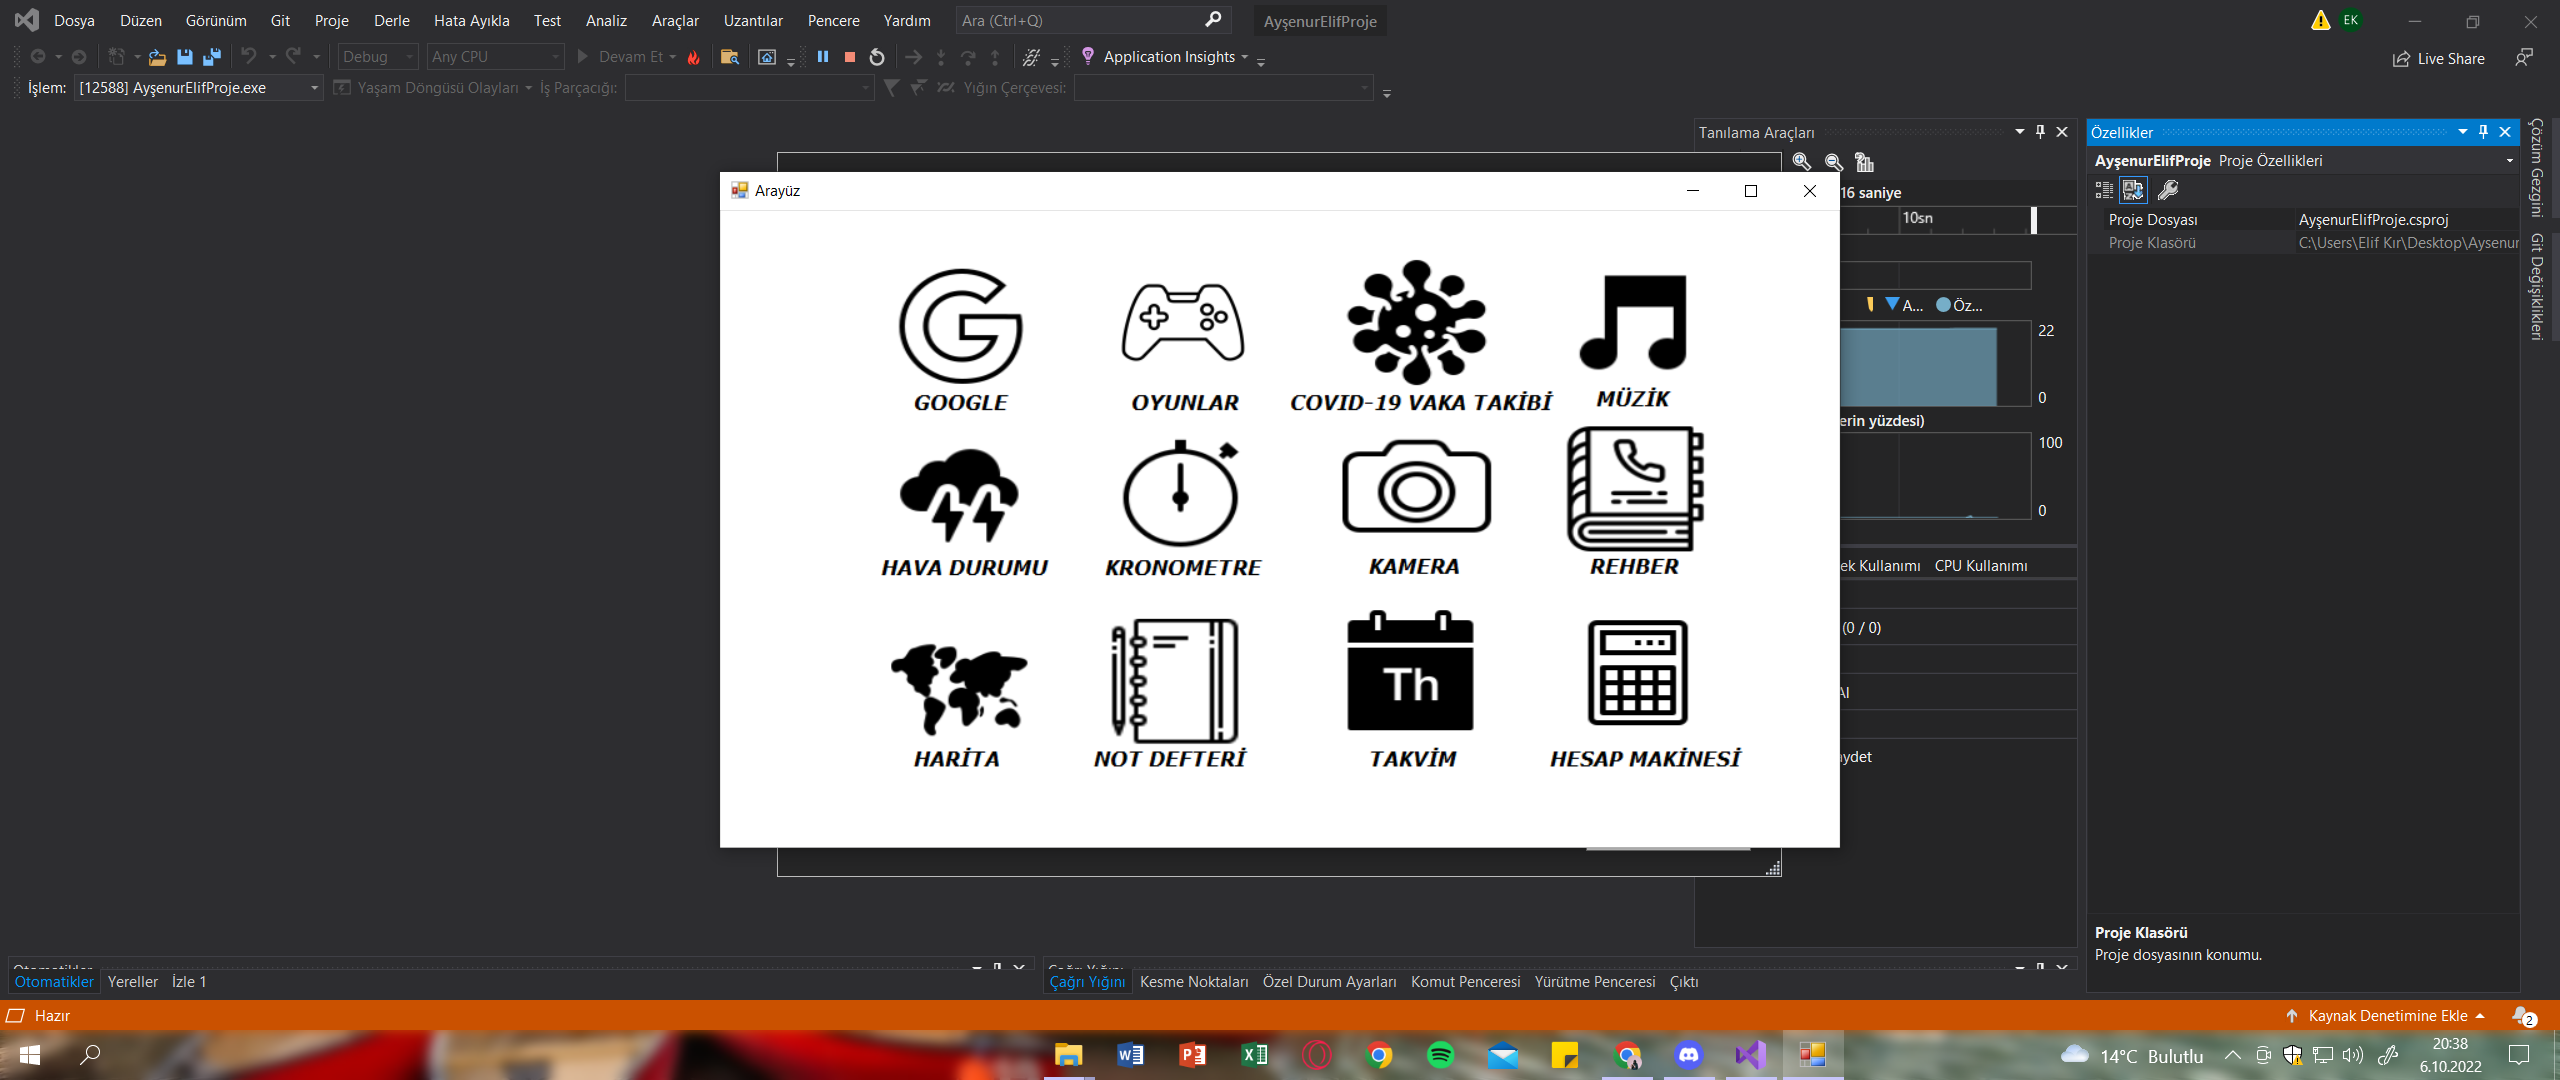 Dosya Düzen Görünüm Git Proje Derle Hata Ayıkla Test Analiz Araçlar Uzantılar Pencere Yardım Ara (Ctrl+Q) AyşenurElifProje EK
Debug Any CPU Devam Et Application Insights Live Share
İşlem: [12588] AyşenurElifProje.exe Yaşam Döngüsü Olayları İş Parçacığı: Yığın Çerçevesi:
Tanılama Araçları
16 saniye
10sn
A... Öz...
22
0
erin yüzdesi)
100
0
ek Kullanımı CPU Kullanımı
(0 / 0)
Arayüz
GOOGLE OYUNLAR COVID-19 VAKA TAKİBİ MÜZİK
HAVA DURUMU KRONOMETRE KAMERA REHBER
Th
HARİTA NOT DEFTERİ TAKVİM HESAP MAKİNESİ
Özellikler
AyşenurElifProje Proje Özellikleri
Proje Dosyası AyşenurElifProje.csproj
Proje Klasörü C:\Users\Elif Kır\Desktop\Aysenur
Proje Klasörü
Proje dosyasının konumu.
Çözüm Gezgini
Git Değişiklikleri
Otomatikler Yereller İzle 1
Çağrı Yığını Kesme Noktaları Özel Durum Ayarları Komut Penceresi Yürütme Penceresi Çıktı
Hazır Kaynak Denetimine Ekle 2
14°C Bulutlu
20:38
6.10.2022